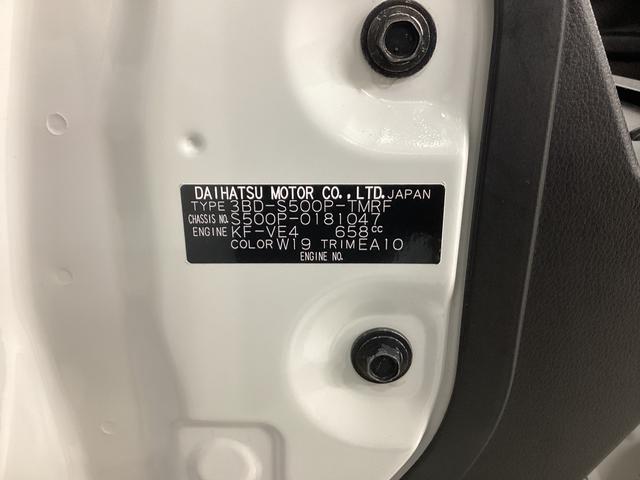 DAIHATSU MOTOR CO.,LTD. JAPAN
TYPE 3BD-S500P-TMRF
CHASSIS NO. S500P-0181047
ENGINE KF-VE4 658cc
COLOR W19 TRIM EA10
ENGINE NO.